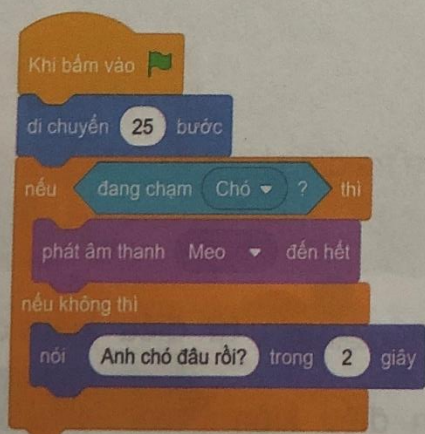 Khi bấm vào
di chuyển 25 bước
nếu đang chạm Chó ? thì
phát âm thanh Meo đến hết
nếu không thì
nói Anh chó đâu rồi? trong 2 giây